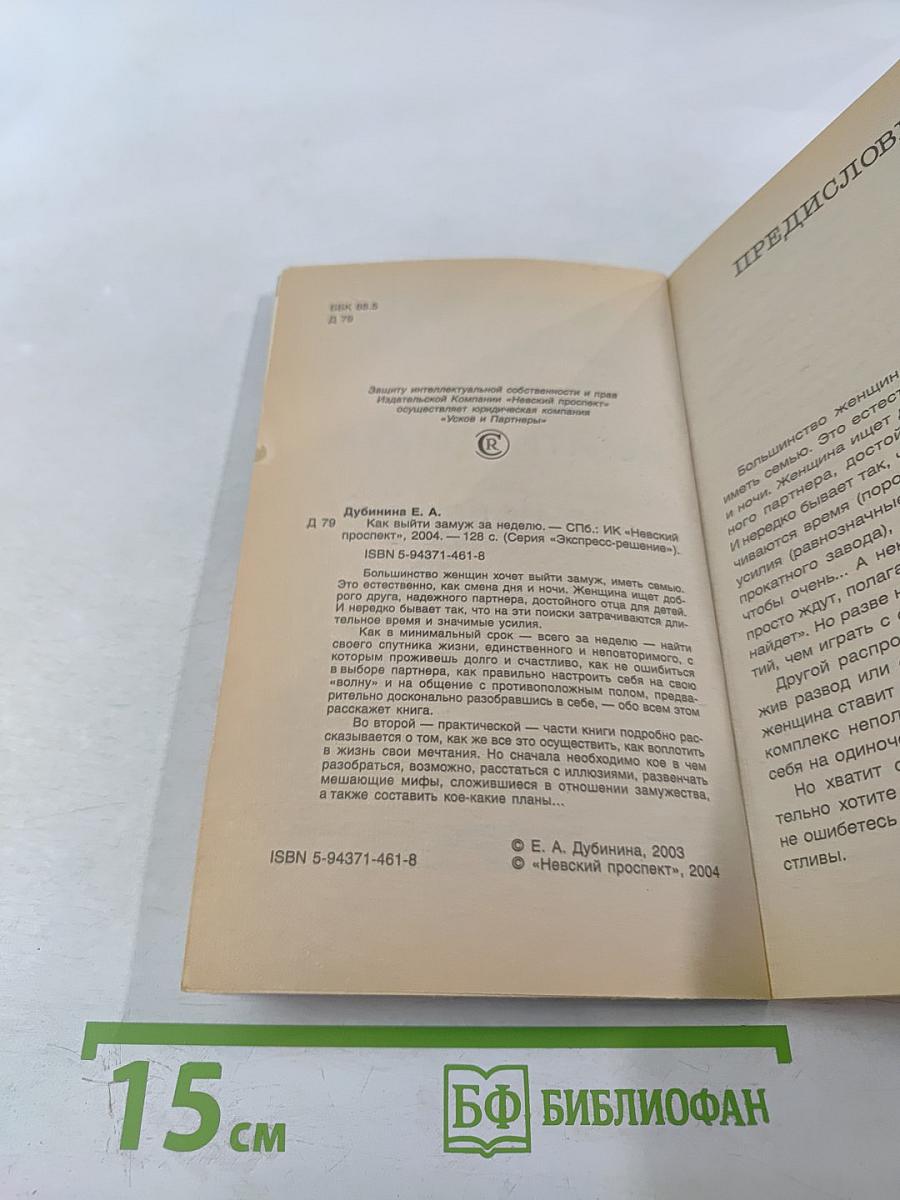 ББК 88.5
Д 79
Защиту интеллектуальной собственности и прав
Издательской Компании «Невский проспект»
осуществляет юридическая компания
«Усков и Партнеры»
CR
Дубинина Е. А.
Д 79 Как выйти замуж за неделю. — СПб.: ИК «Невский
проспект», 2004. — 128 с. (Серия «Экспресс-решение»).
ISBN 5-94371-461-8
Большинство женщин хочет выйти замуж, иметь семью.
Это естественно, как смена дня и ночи. Женщина ищет доб-
рого друга, надежного партнера, достойного отца для детей.
И нередко бывает так, что на эти поиски затрачиваются дли-
тельное время и значимые усилия.
Как в минимальный срок — всего за неделю — найти
своего спутника жизни, единственного и неповторимого, с
которым проживешь долго и счастливо, как не ошибиться
в выборе партнера, как правильно настроить себя на свою
«волну» и на общение с противоположным полом, предва-
рительно досконально разобравшись в себе, — обо всем этом
расскажет книга.
Во второй — практической — части книги подробно рас-
сказывается о том, как же все это осуществить, как воплотить
в жизнь свои мечтания. Но сначала необходимо кое в чем
разобраться, возможно, расстаться с иллюзиями, развенчать
мешающие мифы, сложившиеся в отношении замужества,
а также составить кое-какие планы...
ISBN 5-94371-461-8
© Е. А. Дубинина, 2003
© «Невский проспект», 2004
ПРЕДИСЛОВ
Большинство женщин
иметь семью. Это естест
и ночи. Женщина ищет д
ного партнера, достой
И нередко бывает так, ч
чиваются время (поро
усилия (равнозначные
прокатного завода),
чтобы очень... А нек
просто ждут, полага
найдет». Но разве н
тий, чем играть с с
Другой распро
жив развод или
женщина ставит
комплекс непол
себя на одиноче
Но хватит о
тельно хотите
не ошибетесь
стливы.
15 см
БФ БИБЛИОФАН